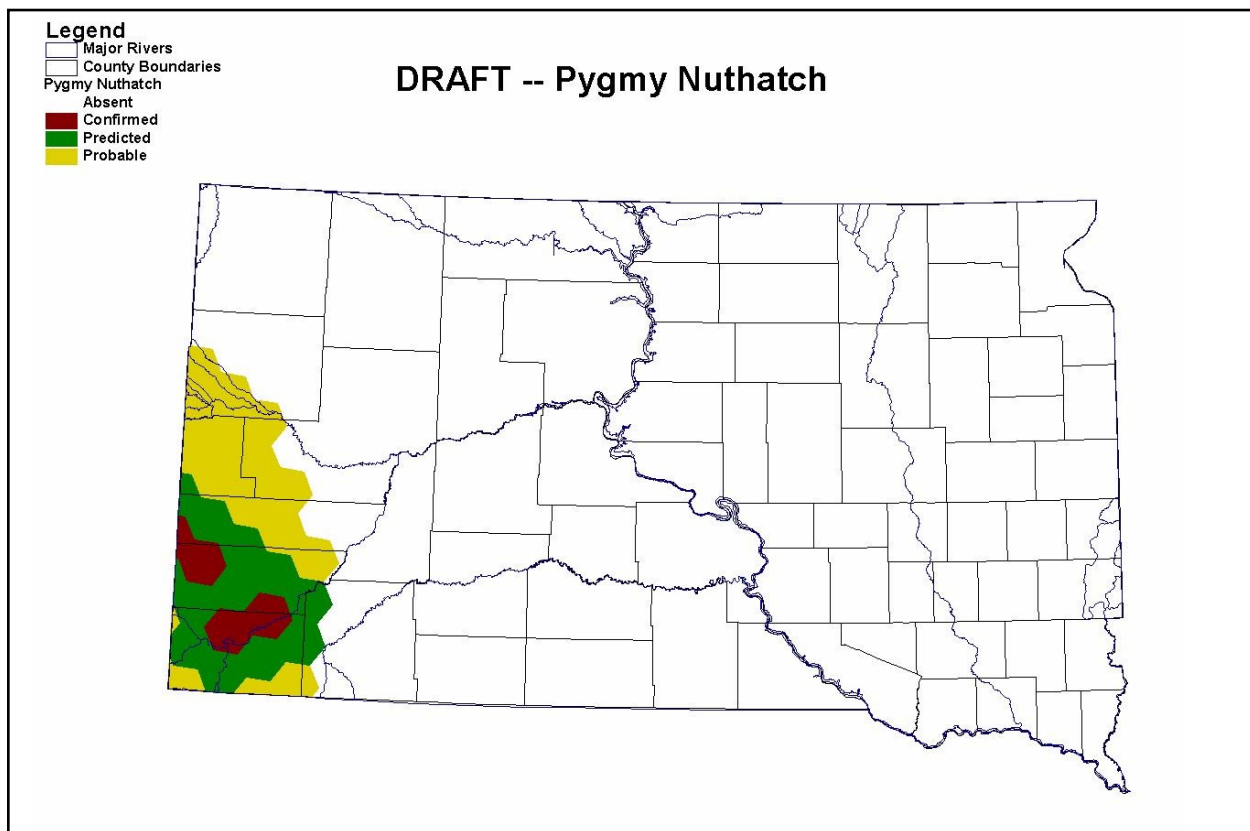 Legend
Major Rivers
County Boundaries
Pygmy Nuthatch
Absent
Confirmed
Predicted
Probable
DRAFT -- Pygmy Nuthatch